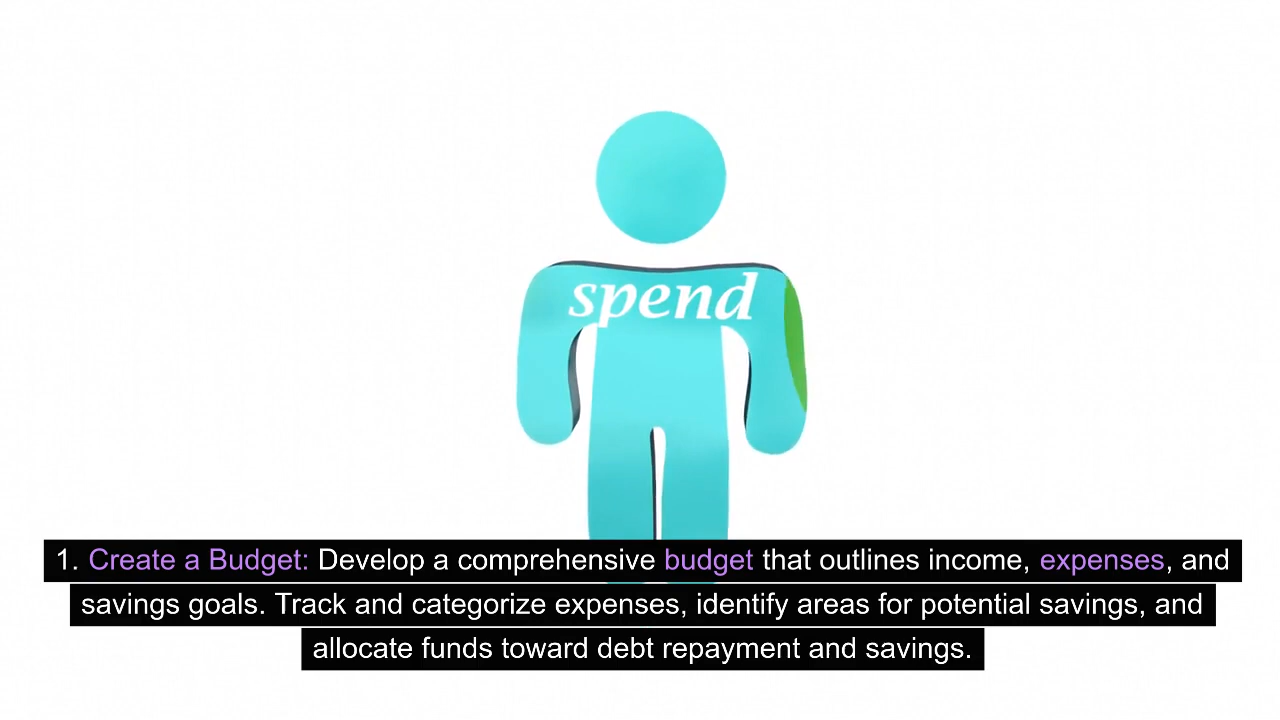 spend
1. Create a Budget: Develop a comprehensive budget that outlines income, expenses, and
savings goals. Track and categorize expenses, identify areas for potential savings, and
allocate funds toward debt repayment and savings.